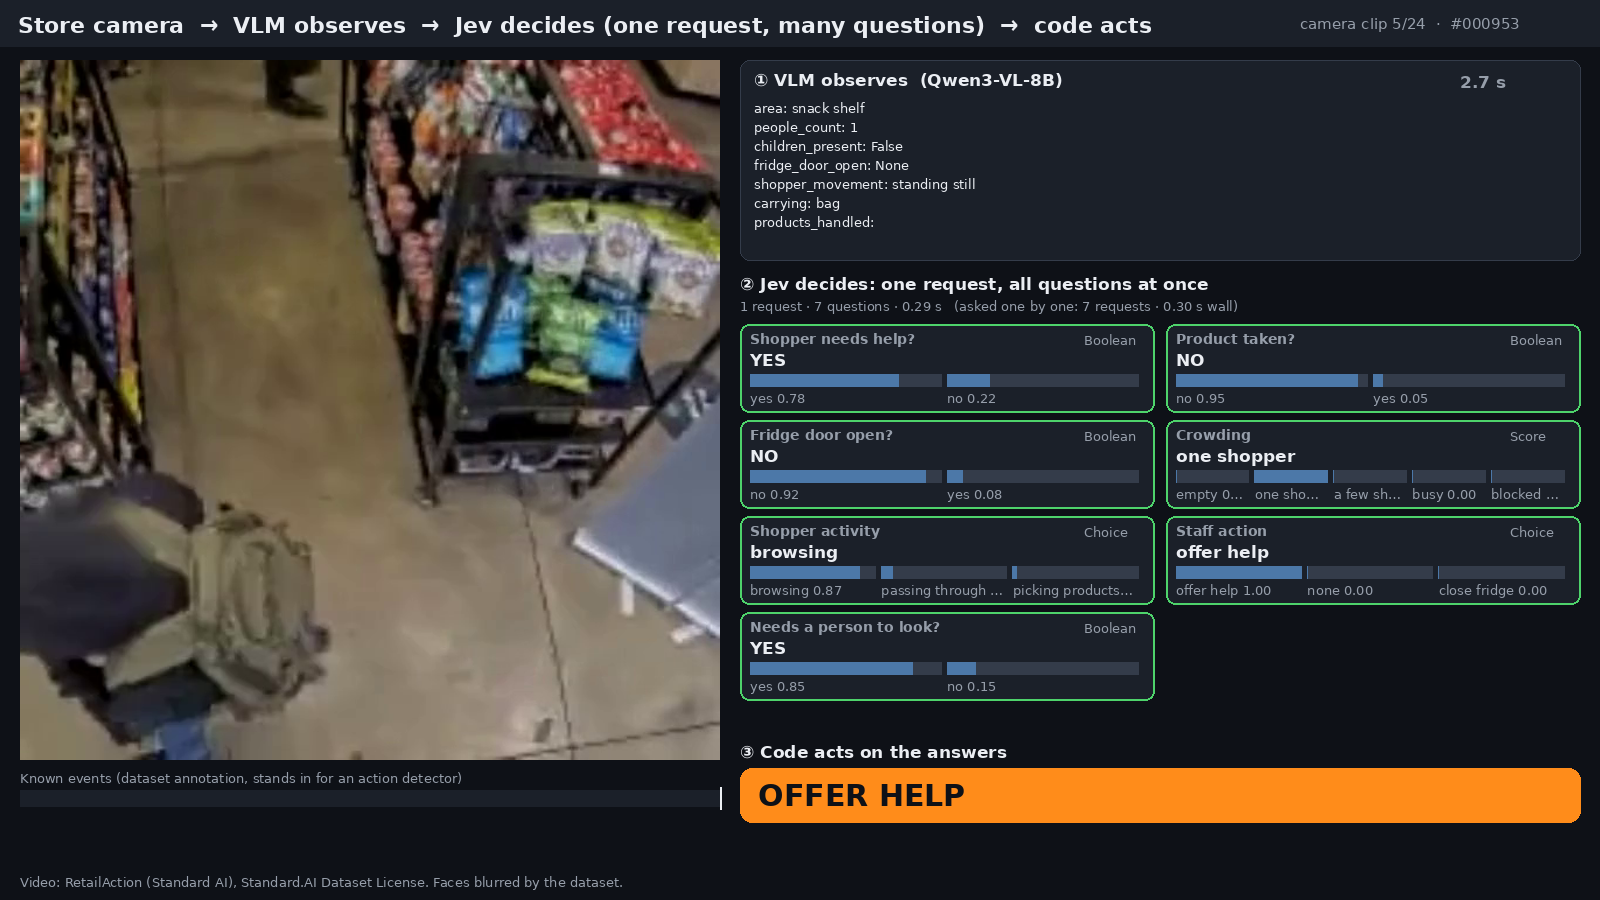 Store camera → VLM observes → Jev decides (one request, many questions) → code acts
camera clip 5/24 · #000953
① VLM observes (Qwen3-VL-8B)
2.7 s
area: snack shelf
people_count: 1
children_present: False
fridge_door_open: None
shopper_movement: standing still
carrying: bag
products_handled:
② Jev decides: one request, all questions at once
1 request · 7 questions · 0.29 s (asked one by one: 7 requests · 0.30 s wall)
Shopper needs help?
Boolean
YES
yes 0.78
no 0.22
Product taken?
Boolean
NO
no 0.95
yes 0.05
Fridge door open?
Boolean
NO
no 0.92
yes 0.08
Crowding
Score
one shopper
empty 0...
one sho...
a few sh...
busy 0.00
blocked ...
Shopper activity
Choice
browsing
browsing 0.87
passing through ...
picking products...
Staff action
Choice
offer help
offer help 1.00
none 0.00
close fridge 0.00
Needs a person to look?
Boolean
YES
yes 0.85
no 0.15
③ Code acts on the answers
OFFER HELP
Known events (dataset annotation, stands in for an action detector)
Video: RetailAction (Standard AI), Standard.AI Dataset License. Faces blurred by the dataset.